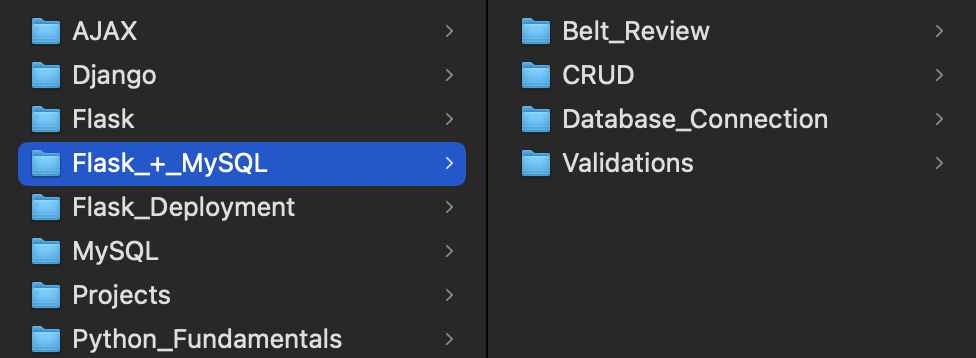 AJAX
Django
Flask
Flask_+_MySQL
Flask_Deployment
MySQL
Projects
Python_Fundamentals
Belt_Review
CRUD
Database_Connection
Validations